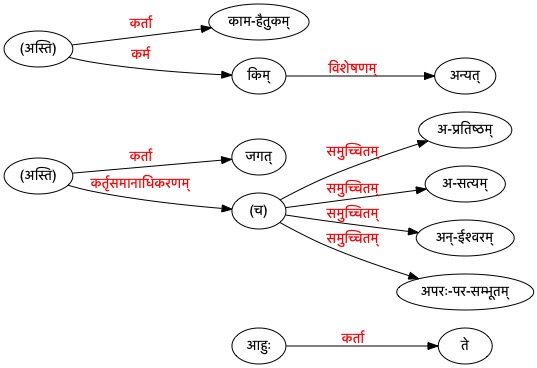 कर्ता
काम-हैतुकम्
(अस्ति)
कर्म
किम्
विशेषणम्
अन्यत्
अ-प्रतिष्ठम्
समुच्चितम्
कर्ता
जगत्
(अस्ति)
कर्तृसमानाधिकरणम्
समुच्चितम्
अ-सत्यम्
(च)
समुच्चितम्
अन्-ईश्वरम्
समुच्चितम्
अपरः-पर-सम्भूतम्
आहुः
कर्ता
ते